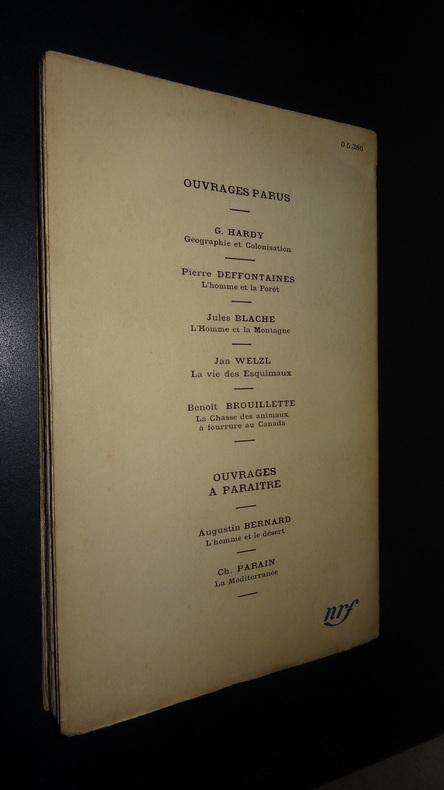 O 5.286
OUVRAGES PARUS
G. HARDY
Géographie et Colonisation
Pierre DEFFONTAINES
L'homme et la Forêt
Jules BLACHE
L'Homme et la Montagne
Jan WELZL
La vie des Esquimaux
Benoît BROUILLETTE
La Chasse des animaux
à fourrure au Canada
OUVRAGES
A PARAITRE
Augustin BERNARD
L'homme et le désert
Ch. PARAIN
La Méditerranée
nrf